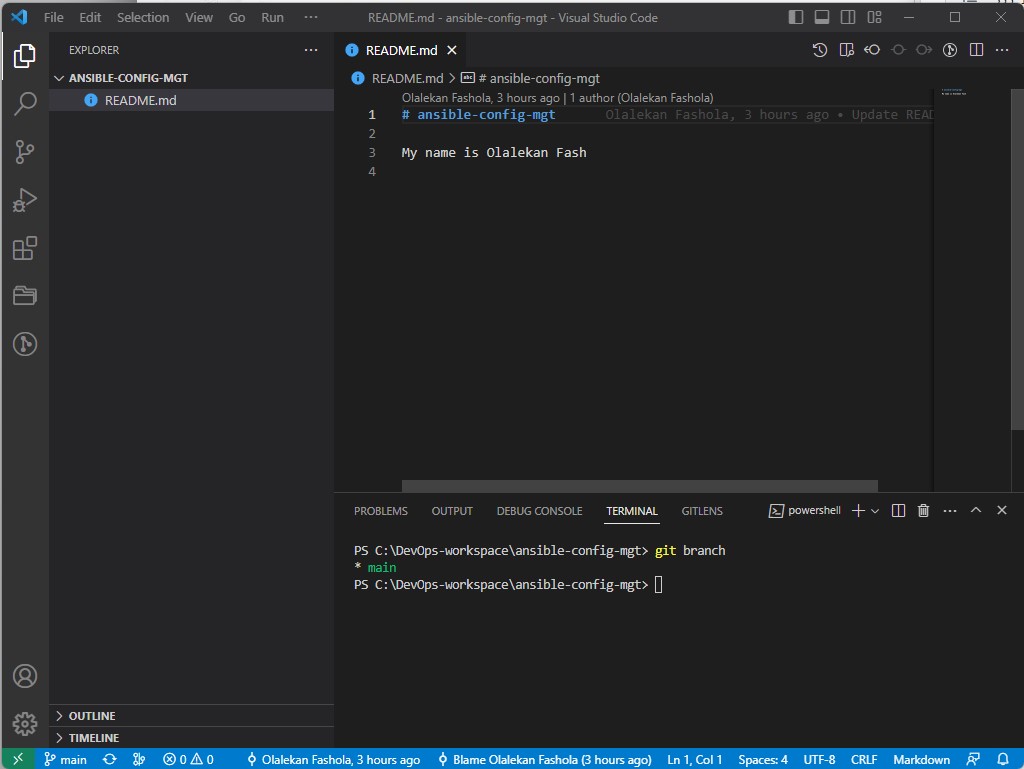 File Edit Selection View Go Run ··· README.md - ansible-config-mgt - Visual Studio Code
EXPLORER ···
ANSIBLE-CONFIG-MGT
README.md
README.md
README.md > # ansible-config-mgt
Olalekan Fashola, 3 hours ago | 1 author (Olalekan Fashola)
1 # ansible-config-mgt Olalekan Fashola, 3 hours ago • Update READ
2
3 My name is Olalekan Fash
4
PROBLEMS OUTPUT DEBUG CONSOLE TERMINAL GITLENS powershell
PS C:\DevOps-workspace\ansible-config-mgt> git branch
* main
PS C:\DevOps-workspace\ansible-config-mgt>
OUTLINE
TIMELINE
main 0 0 Olalekan Fashola, 3 hours ago Blame Olalekan Fashola (3 hours ago) Ln 1, Col 1 Spaces: 4 UTF-8 CRLF Markdown